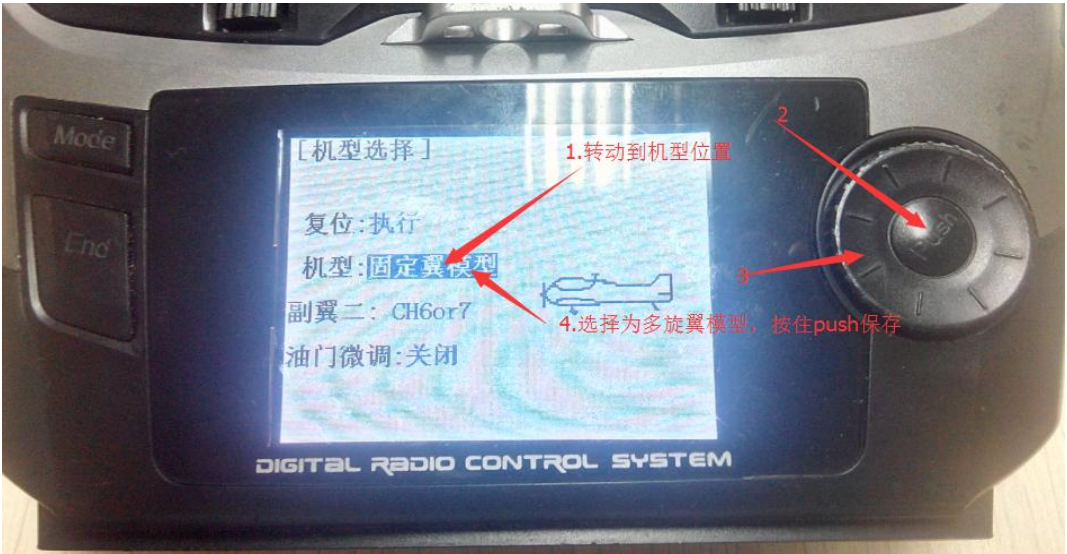 Mode
End
[机型选择]
复位:执行
机型:固定翼模型
副翼二: CH6or7
油门微调:关闭
1.转动到机型位置
2
Push
3
4.选择为多旋翼模型，按住push保存
DIGITAL RADIO CONTROL SYSTEM